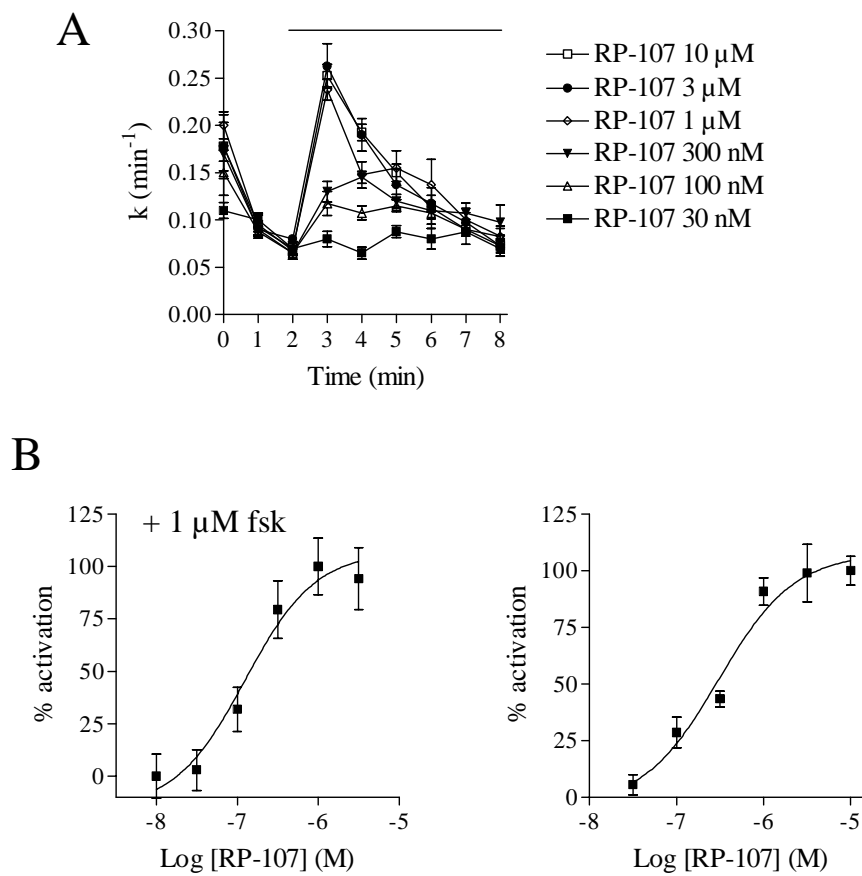 A
k (min-1)
0.30
0.25
0.20
0.15
0.10
0.05
0.00
0 1 2 3 4 5 6 7 8
Time (min)
RP-107 10 µM
RP-107 3 µM
RP-107 1 µM
RP-107 300 nM
RP-107 100 nM
RP-107 30 nM
B
+ 1 µM fsk
% activation
125
100
75
50
25
0
-8 -7 -6 -5
Log [RP-107] (M)
% activation
125
100
75
50
25
0
-8 -7 -6 -5
Log [RP-107] (M)